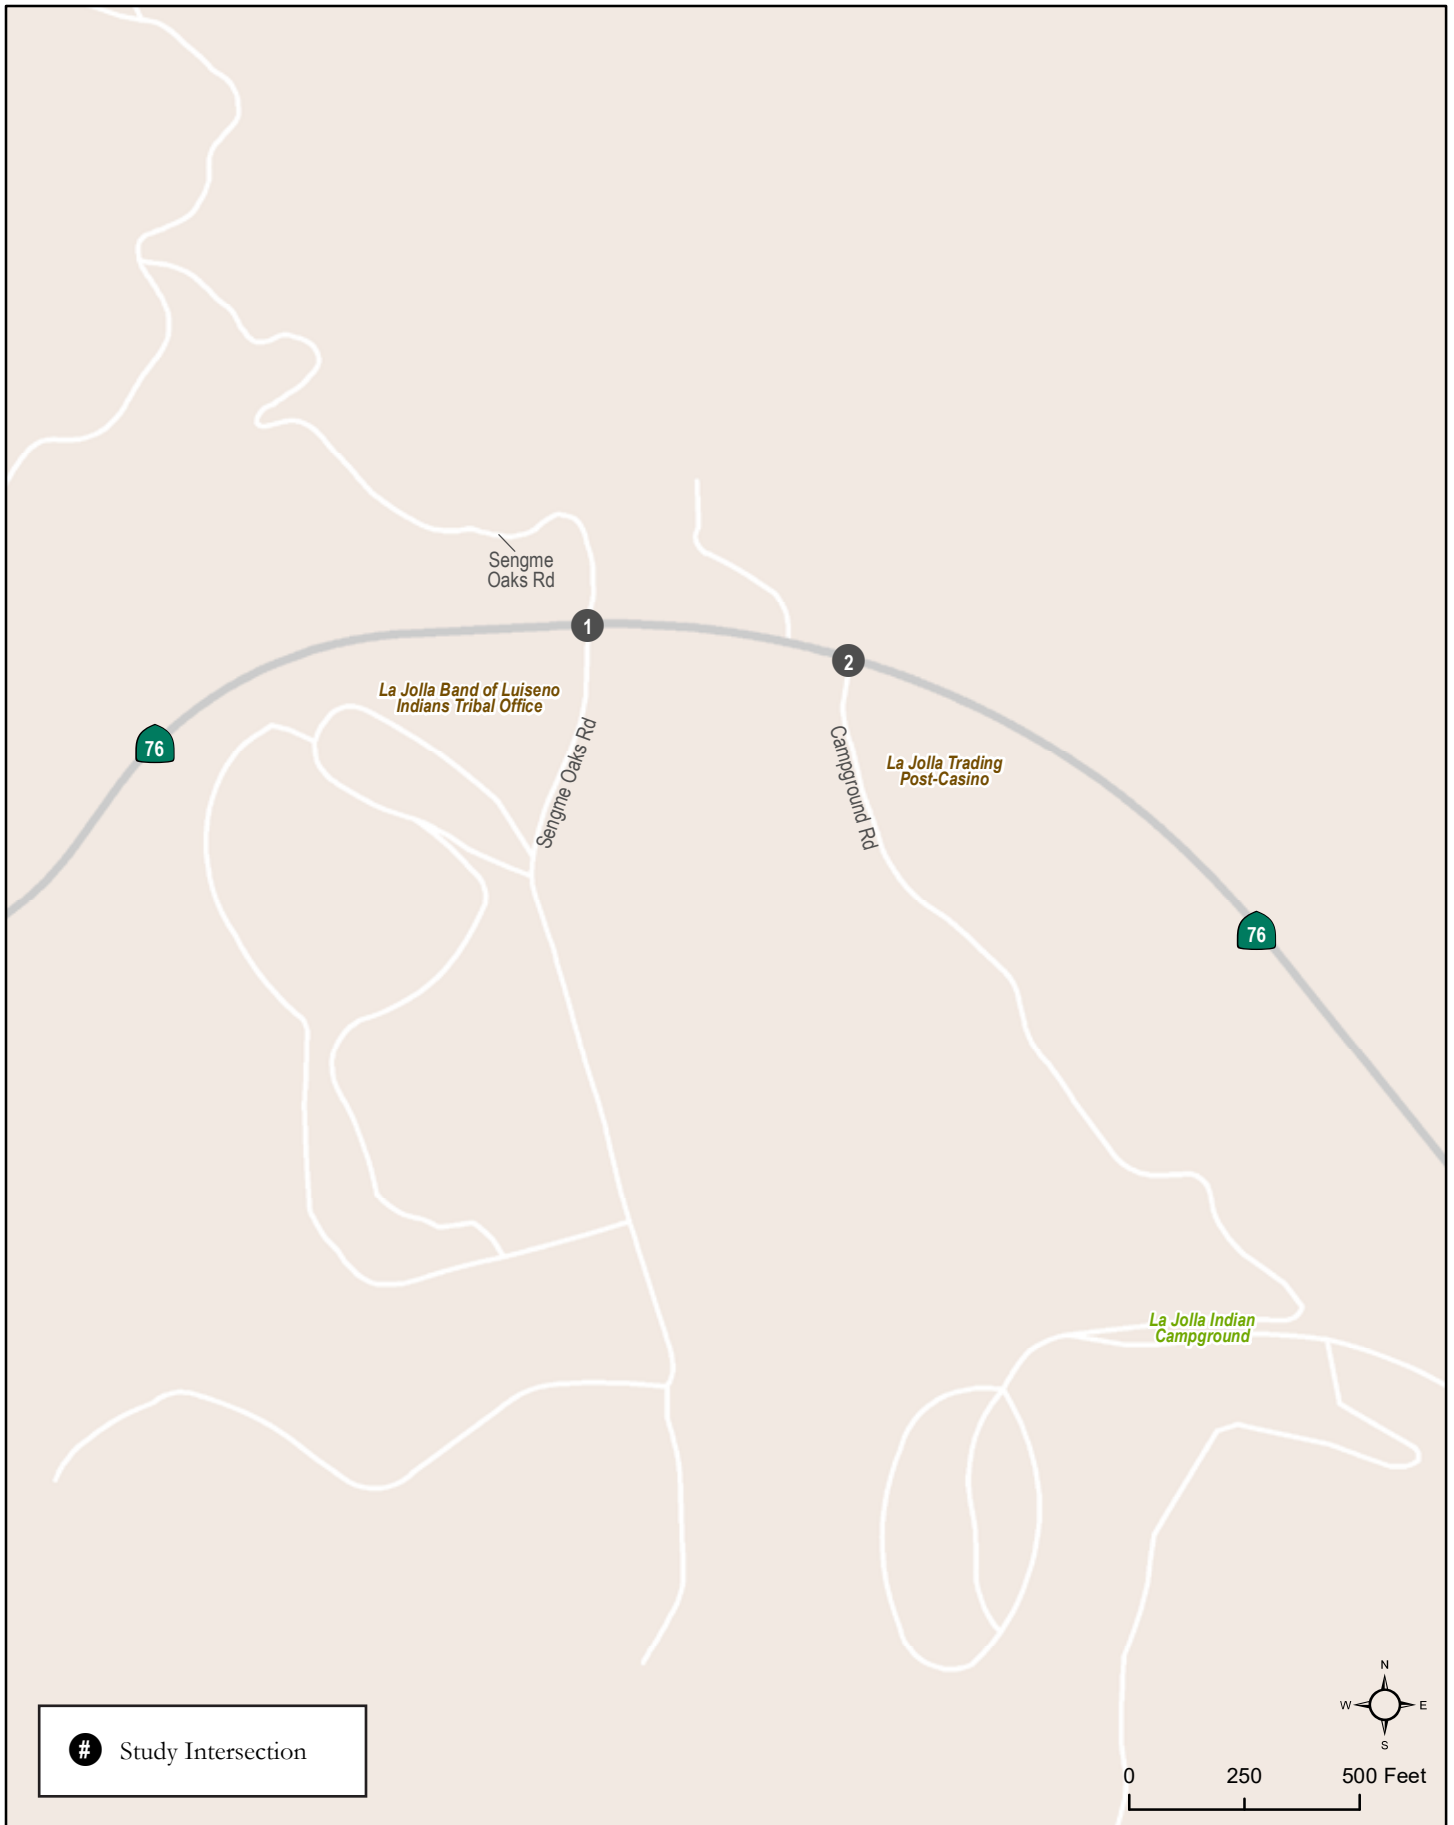 Sengme
Oaks Rd
1
2
La Jolla Band of Luiseno
Indians Tribal Office
76
Sengme Oaks Rd
Campground Rd
La Jolla Trading
Post-Casino
76
La Jolla Indian
Campground
N
W
E
S
# Study Intersection
0 250 500 Feet